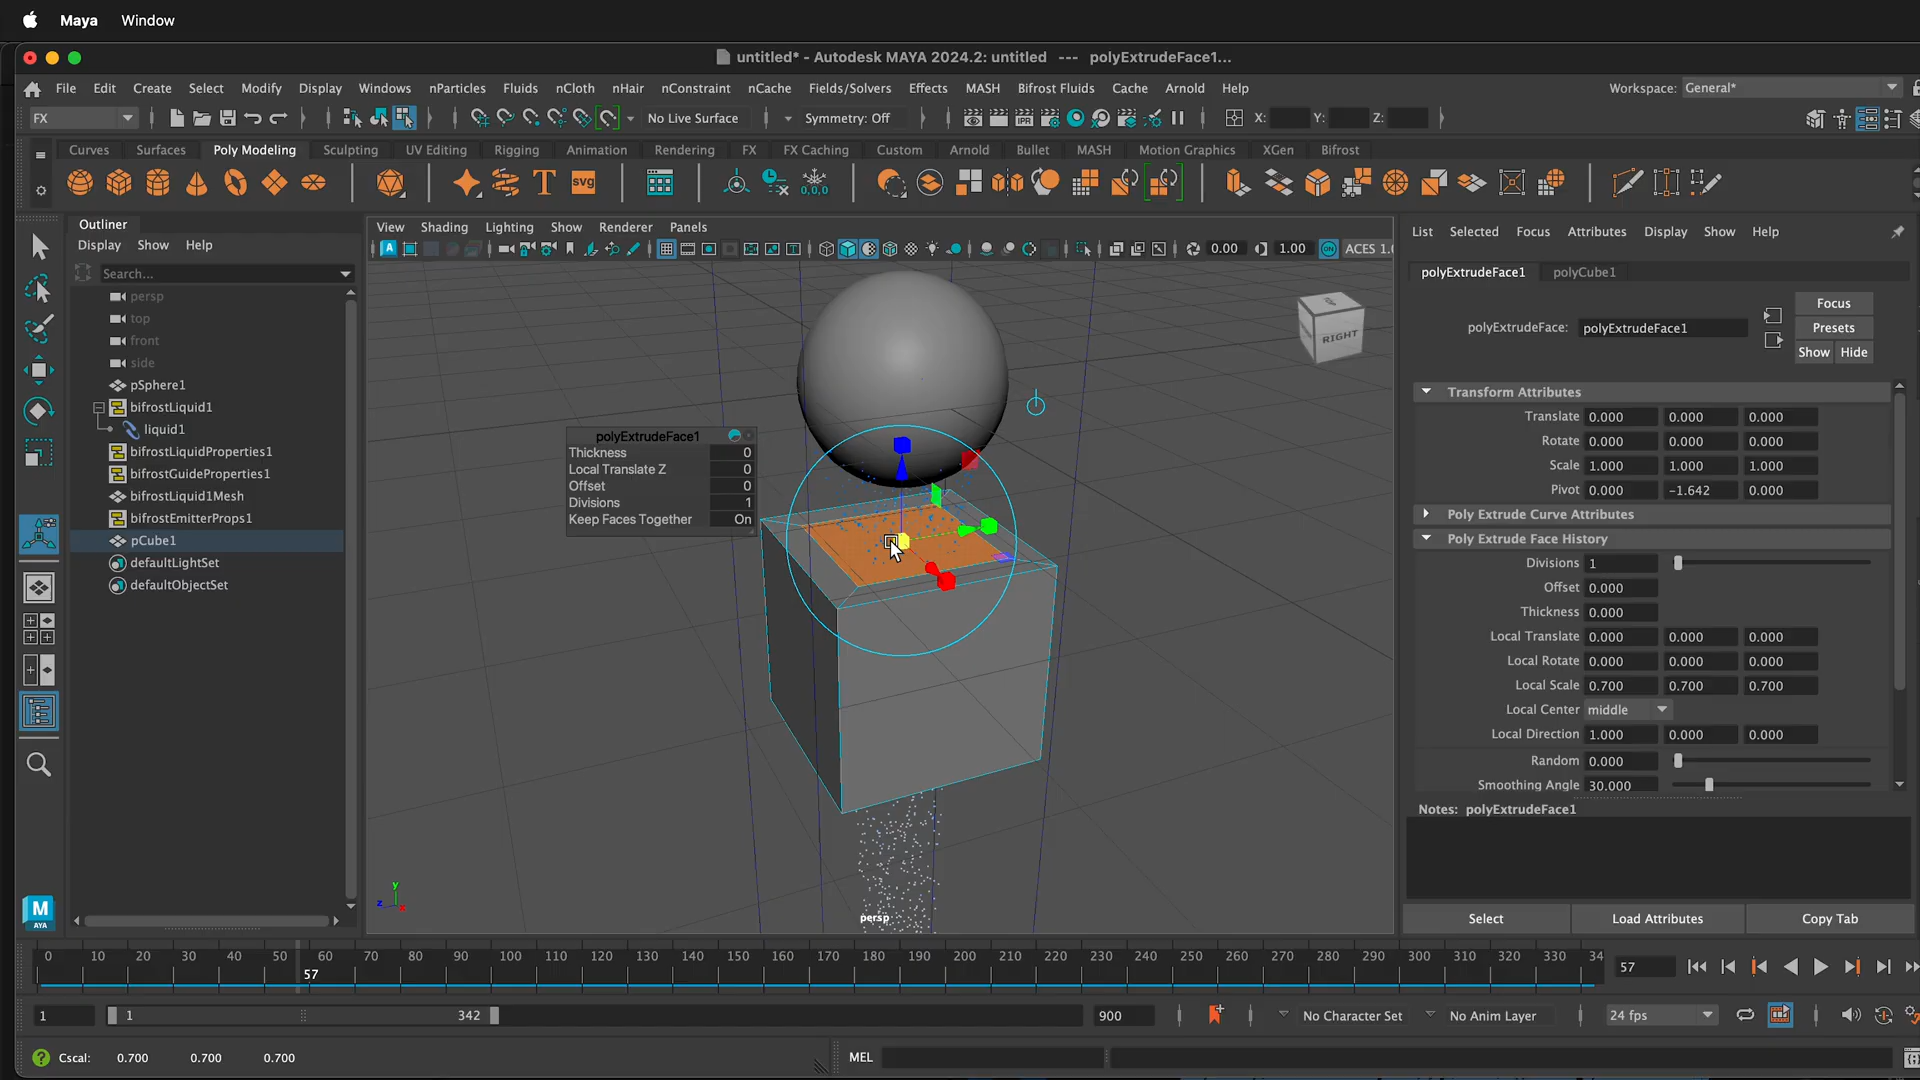 Maya Window
untitled* - Autodesk MAYA 2024.2: untitled --- polyExtrudeFace1...
File Edit Create Select Modify Display Windows nParticles Fluids nCloth nHair nConstraint nCache Fields/Solvers Effects MASH Bifrost Fluids Cache Arnold Help Workspace: General*
FX No Live Surface Symmetry: Off X: Y: Z:
Curves Surfaces Poly Modeling Sculpting UV Editing Rigging Animation Rendering FX FX Caching Custom Arnold Bullet MASH Motion Graphics XGen Bifrost
Outliner
Display Show Help
Search...
persp
top
front
side
pSphere1
bifrostLiquid1
liquid1
bifrostLiquidProperties1
bifrostGuideProperties1
bifrostLiquid1Mesh
bifrostEmitterProps1
pCube1
defaultLightSet
defaultObjectSet
View Shading Lighting Show Renderer Panels
0.00 1.00 ACES 1.
RIGHT
polyExtrudeFace1
Thickness 0
Local Translate Z 0
Offset 0
Divisions 1
Keep Faces Together On
persp
y
z x
List Selected Focus Attributes Display Show Help
polyExtrudeFace1 polyCube1
Focus
polyExtrudeFace: polyExtrudeFace1 Presets
Show Hide
Transform Attributes
Translate 0.000 0.000 0.000
Rotate 0.000 0.000 0.000
Scale 1.000 1.000 1.000
Pivot 0.000 -1.642 0.000
Poly Extrude Curve Attributes
Poly Extrude Face History
Divisions 1
Offset 0.000
Thickness 0.000
Local Translate 0.000 0.000 0.000
Local Rotate 0.000 0.000 0.000
Local Scale 0.700 0.700 0.700
Local Center middle
Local Direction 1.000 0.000 0.000
Random 0.000
Smoothing Angle 30.000
Notes: polyExtrudeFace1
Select Load Attributes Copy Tab
0 10 20 30 40 50 60 70 80 90 100 110 120 130 140 150 160 170 180 190 200 210 220 230 240 250 260 270 280 290 300 310 320 330 34
57 57
1 1 342 900 No Character Set No Anim Layer 24 fps
Cscal: 0.700 0.700 0.700 MEL